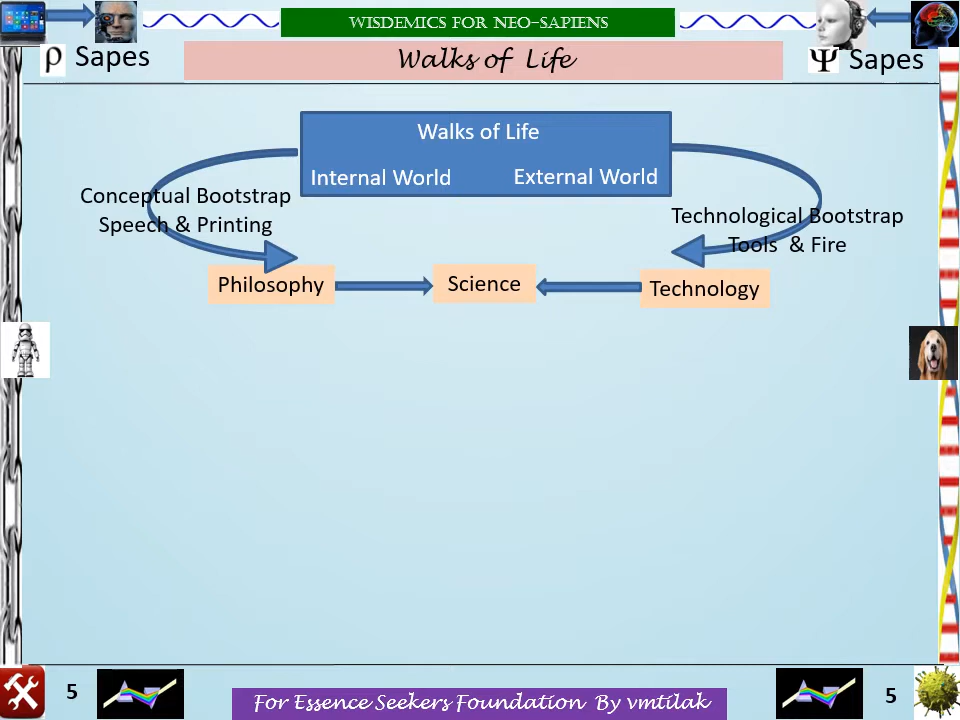 WISDEMICS FOR NEO-SAPIENS
ρ Sapes
Walks of Life
Ψ Sapes
Walks of Life
Internal World
External World
Conceptual Bootstrap
Speech & Printing
Technological Bootstrap
Tools & Fire
Philosophy
Science
Technology
5
For Essence Seekers Foundation By vmtilak
5